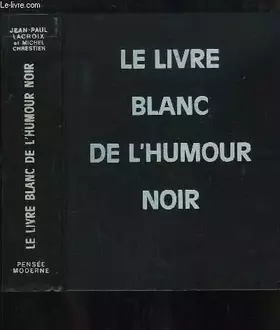 Le-livre.com
JEAN-PAUL
LACROIX
et MICHEL
CHRESTIEN
LE LIVRE BLANC DE L'HUMOUR NOIR
PENSÉE
MODERNE
LE LIVRE
BLANC
DE L'HUMOUR
NOIR